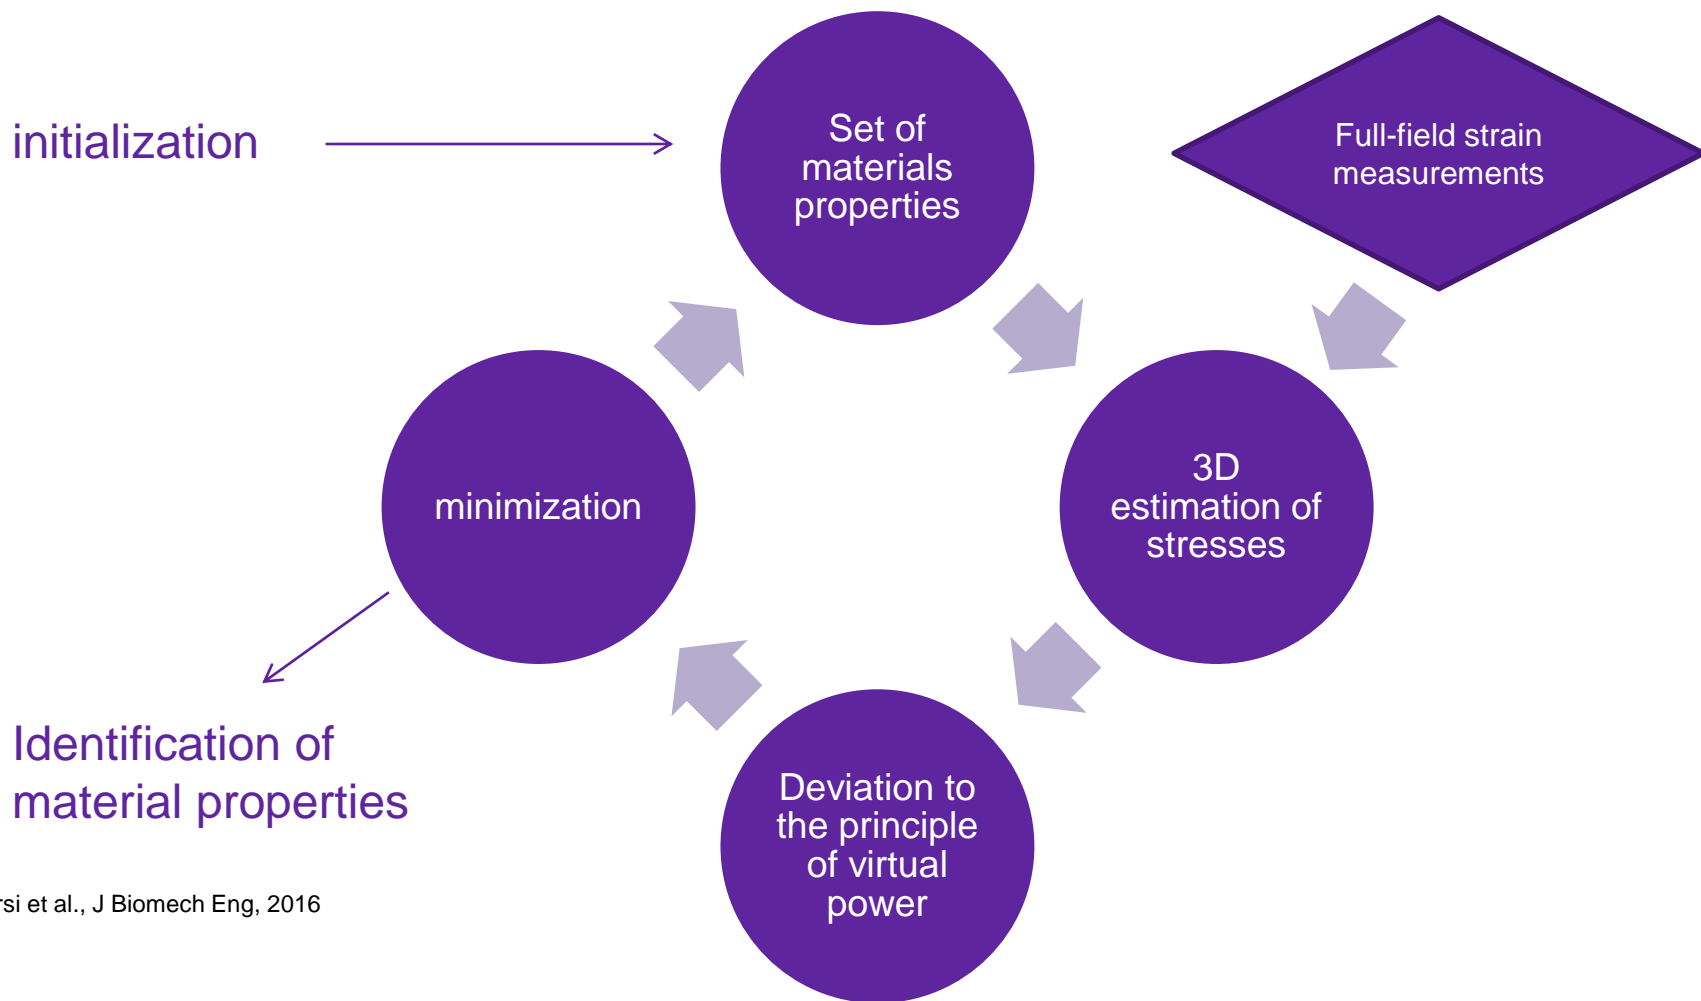 initialization
Set of
materials
properties
Full-field strain
measurements
minimization
3D
estimation of
stresses
Identification of
material properties
Deviation to
the principle
of virtual
power
et al., J Biomech Eng, 2016